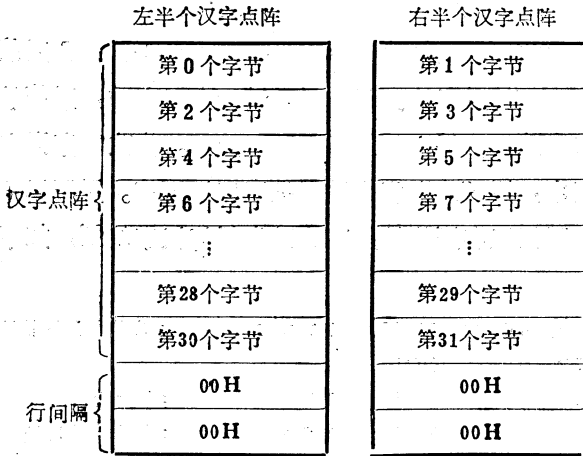 左半个汉字点阵 右半个汉字点阵
第0个字节 第1个字节
第2个字节 第3个字节
第4个字节 第5个字节
汉字点阵 第6个字节 第7个字节
⋮ ⋮
第28个字节 第29个字节
第30个字节 第31个字节
00H 00H
行间隔
00H 00H